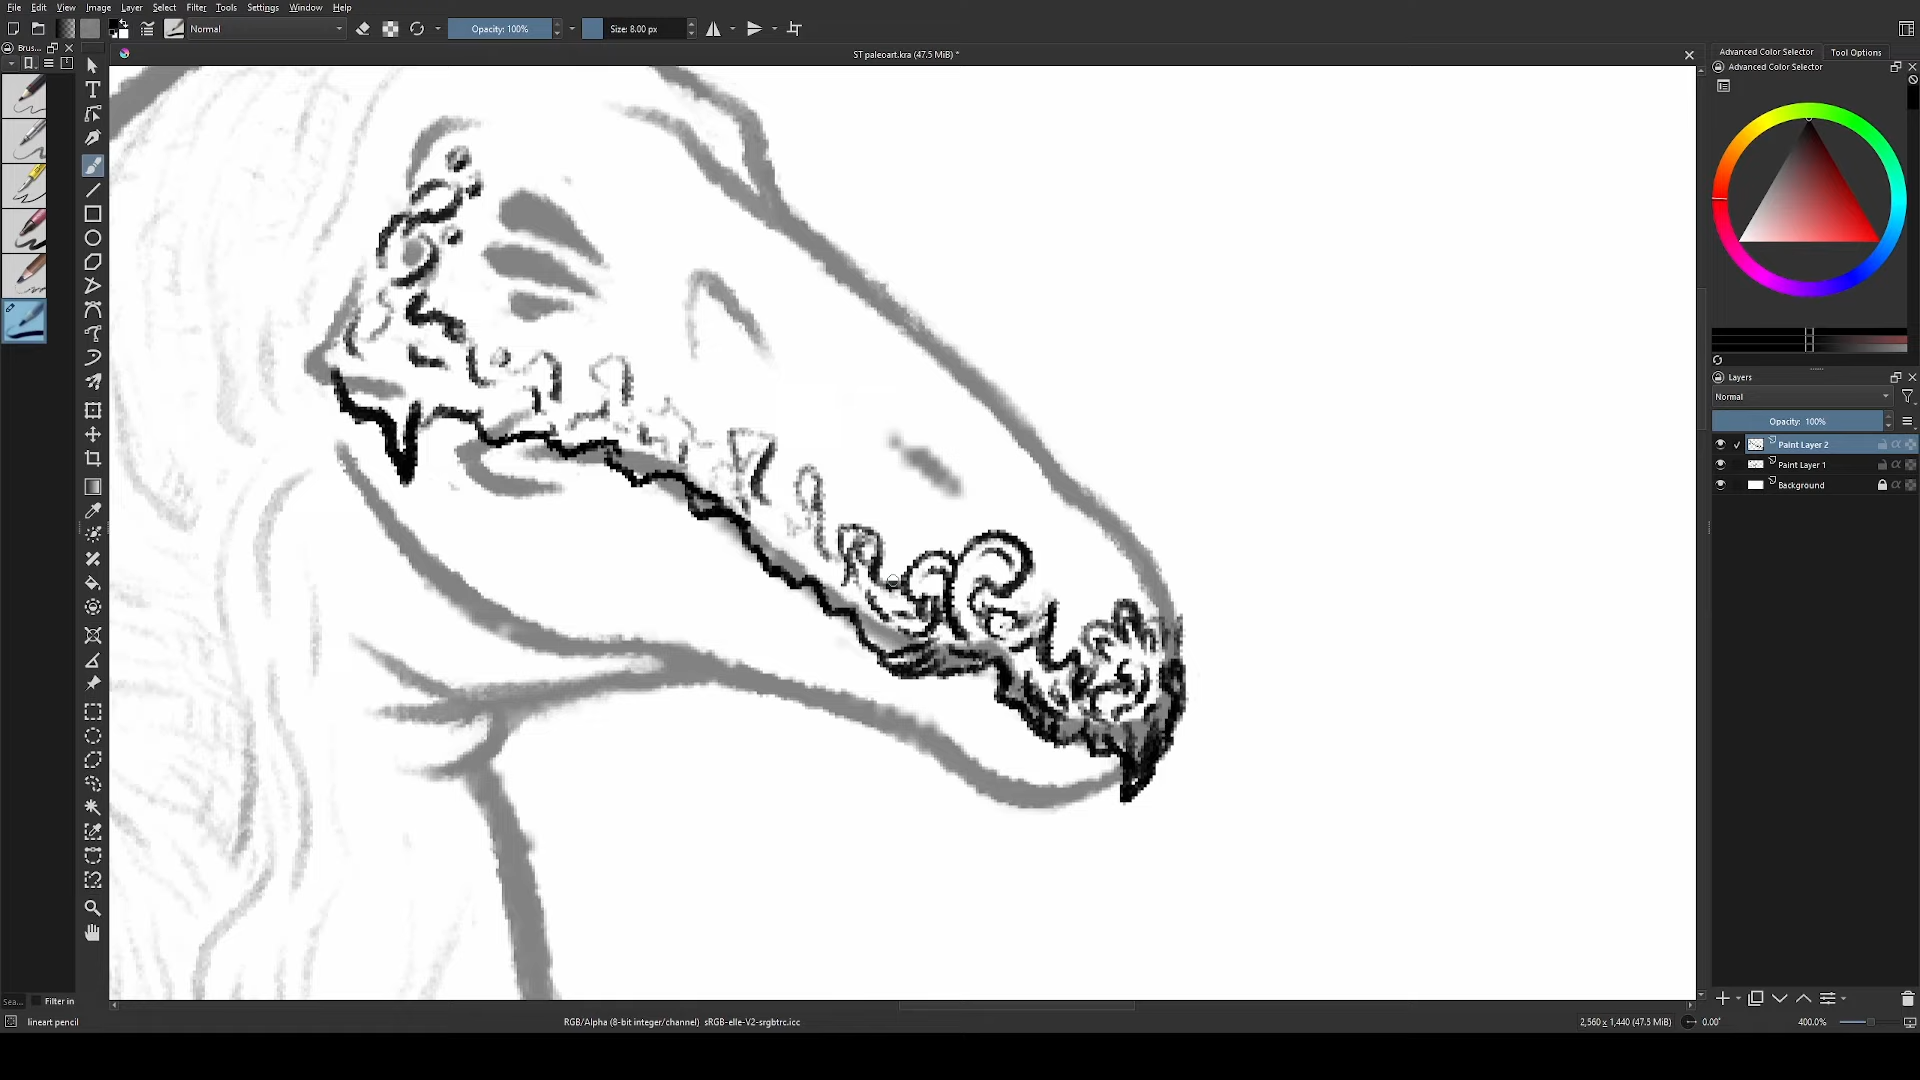 File Edit View Image Layer Select Filter Tools Settings Window Help
Normal
Opacity: 100%
Size: 8.00 px
Brus...
ST paleoart.kra (47.5 MiB) *
Advanced Color Selector
Tool Options
Advanced Color Selector
Layers
Normal
Opacity: 100%
Paint Layer 2
Paint Layer 1
Background
Sea...
Filter in
lineart pencil
RGB/Alpha (8-bit integer/channel) sRGB-elle-V2-srgbtrc.icc
2,560 x 1,440 (47.5 MiB)
0.00°
400.0%